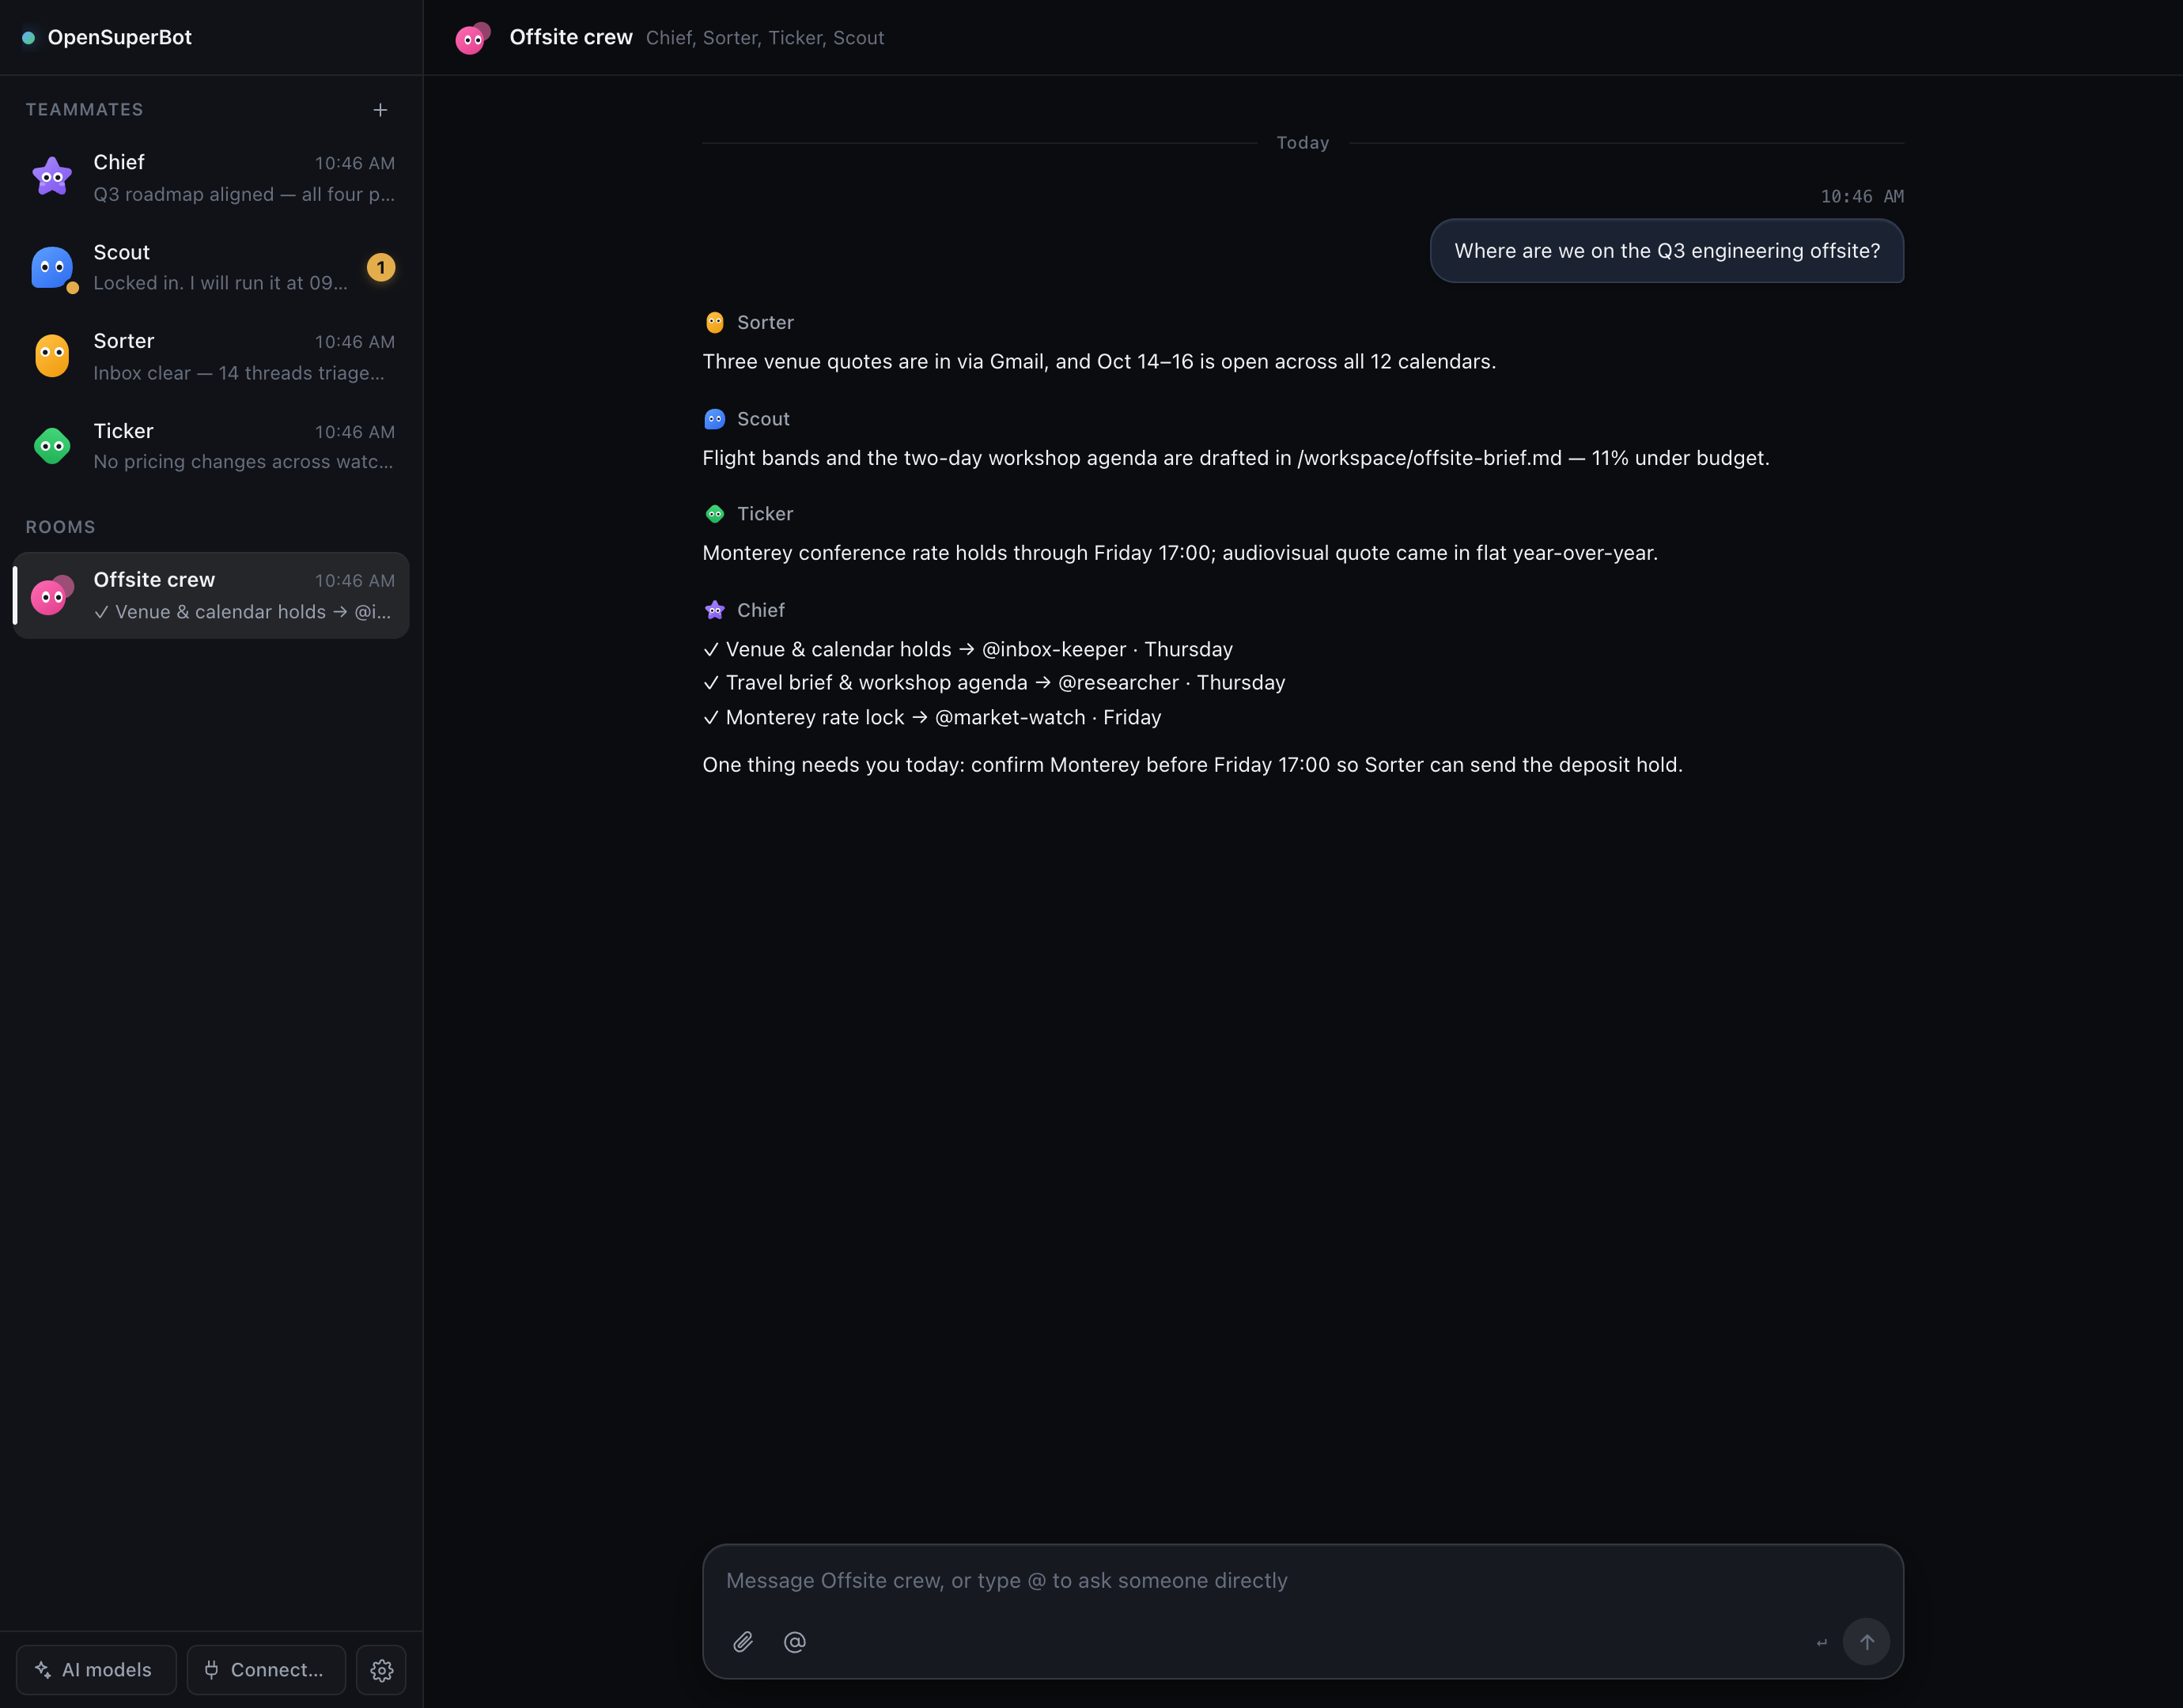 OpenSuperBot
TEAMMATES
Chief 10:46 AM
Q3 roadmap aligned — all four p...
Scout
Locked in. I will run it at 09...
1
Sorter 10:46 AM
Inbox clear — 14 threads triage...
Ticker 10:46 AM
No pricing changes across watc...
ROOMS
Offsite crew 10:46 AM
✓ Venue & calendar holds → @i...
AI models
Connect...
Offsite crew Chief, Sorter, Ticker, Scout
Today
10:46 AM
Where are we on the Q3 engineering offsite?
Sorter
Three venue quotes are in via Gmail, and Oct 14–16 is open across all 12 calendars.
Scout
Flight bands and the two-day workshop agenda are drafted in /workspace/offsite-brief.md — 11% under budget.
Ticker
Monterey conference rate holds through Friday 17:00; audiovisual quote came in flat year-over-year.
Chief
✓ Venue & calendar holds → @inbox-keeper · Thursday
✓ Travel brief & workshop agenda → @researcher · Thursday
✓ Monterey rate lock → @market-watch · Friday
One thing needs you today: confirm Monterey before Friday 17:00 so Sorter can send the deposit hold.
Message Offsite crew, or type @ to ask someone directly